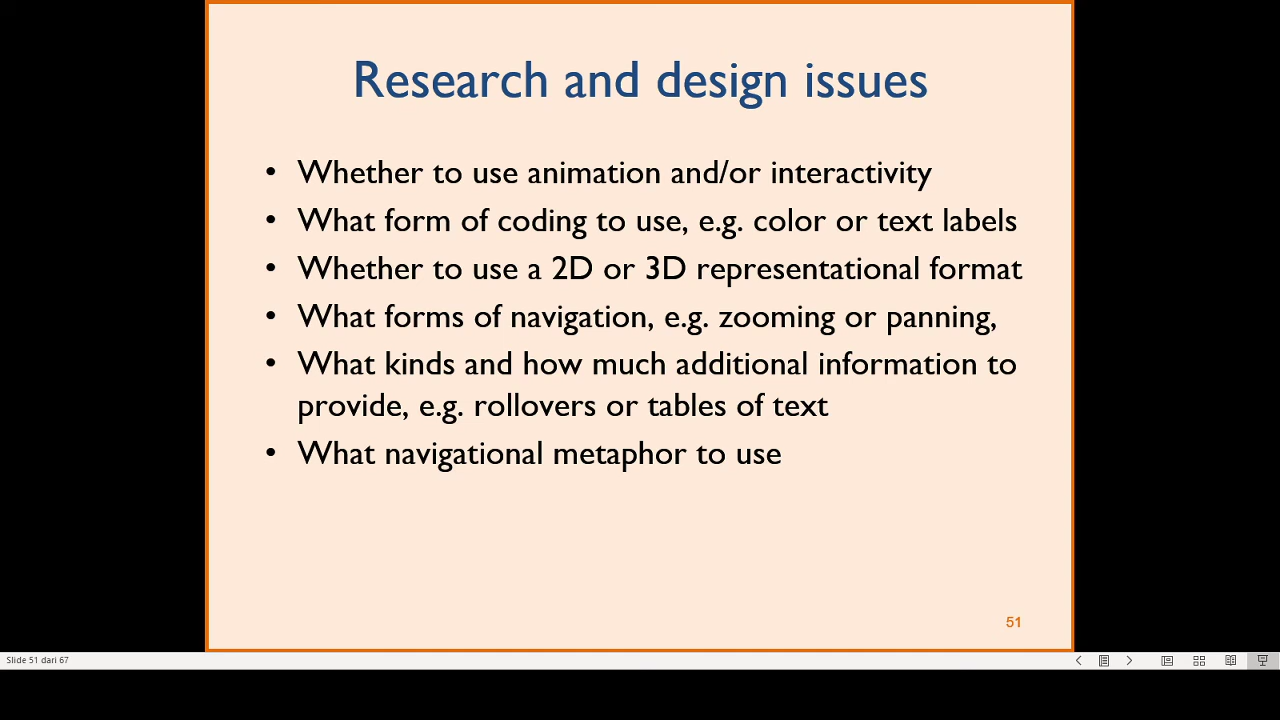 Research and design issues
• Whether to use animation and/or interactivity
• What form of coding to use, e.g. color or text labels
• Whether to use a 2D or 3D representational format
• What forms of navigation, e.g. zooming or panning,
• What kinds and how much additional information to
provide, e.g. rollovers or tables of text
• What navigational metaphor to use
51
Slide 51 dari 67